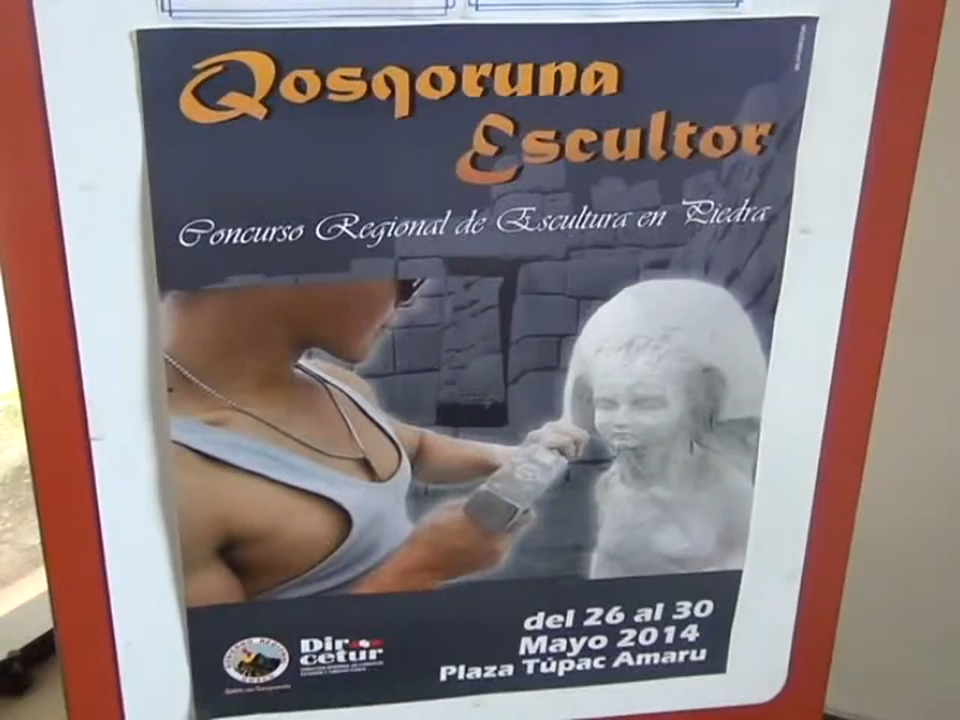 Qosqoruna
Escultor
Concurso Regional de Escultura en Piedra
del 26 al 30
Mayo 2014
Plaza Túpac Amaru
Dir
cetur